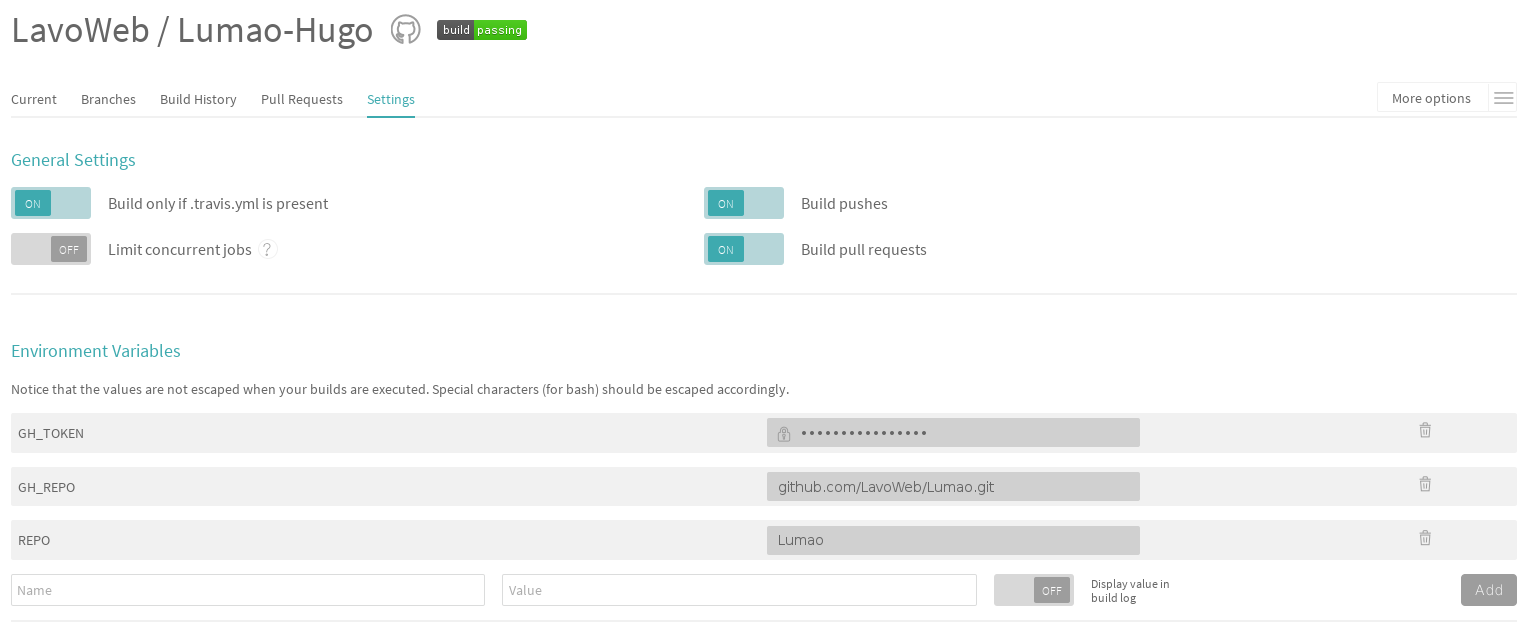 LavoWeb / Lumao-Hugo build passing
Current Branches Build History Pull Requests Settings More options
General Settings
ON Build only if .travis.yml is present ON Build pushes
OFF Limit concurrent jobs ? ON Build pull requests
Environment Variables
Notice that the values are not escaped when your builds are executed. Special characters (for bash) should be escaped accordingly.
GH_TOKEN ••••••••••••••••
GH_REPO github.com/LavoWeb/Lumao.git
REPO Lumao
Name Value OFF Display value in
build log
Add